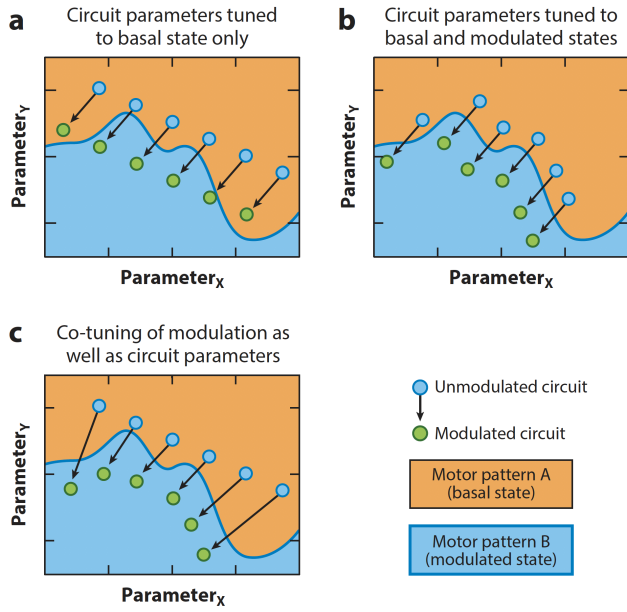 a
Circuit parameters tuned
to basal state only
Parameter_Y
Parameter_X
b
Circuit parameters tuned to
basal and modulated states
Parameter_Y
Parameter_X
c
Co-tuning of modulation as
well as circuit parameters
Parameter_Y
Parameter_X
Unmodulated circuit
Modulated circuit
Motor pattern A
(basal state)
Motor pattern B
(modulated state)